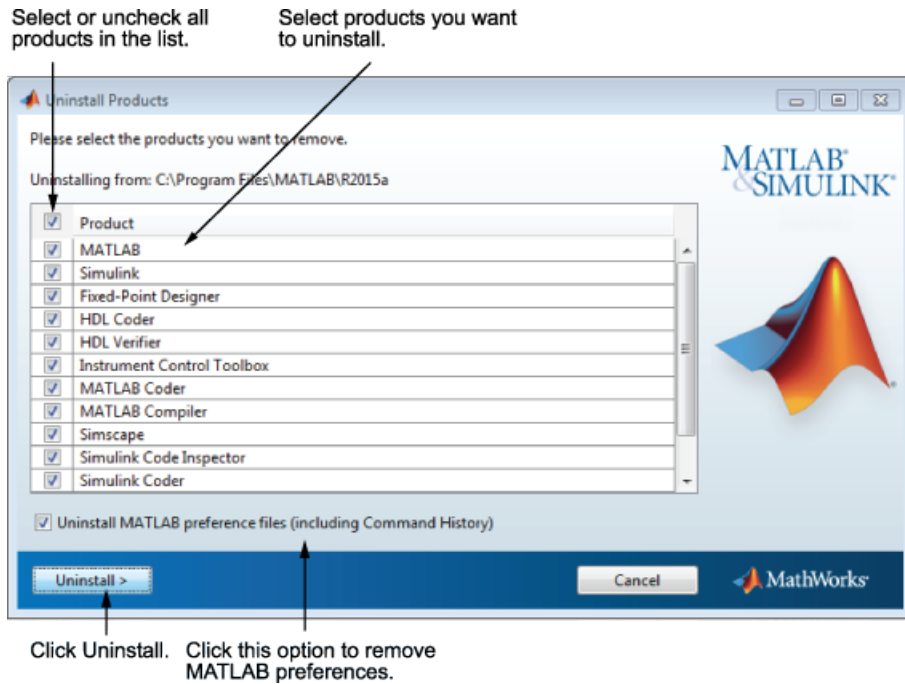 Select or uncheck all
products in the list.
Select products you want
to uninstall.
Uninstall Products
Please select the products you want to remove.
Uninstalling from: C:\Program Files\MATLAB\R2015a
MATLAB®
&SIMULINK®
Product
MATLAB
Simulink
Fixed-Point Designer
HDL Coder
HDL Verifier
Instrument Control Toolbox
MATLAB Coder
MATLAB Compiler
Simscape
Simulink Code Inspector
Simulink Coder
Uninstall MATLAB preference files (including Command History)
Uninstall >
Cancel
MathWorks®
Click Uninstall.
Click this option to remove
MATLAB preferences.